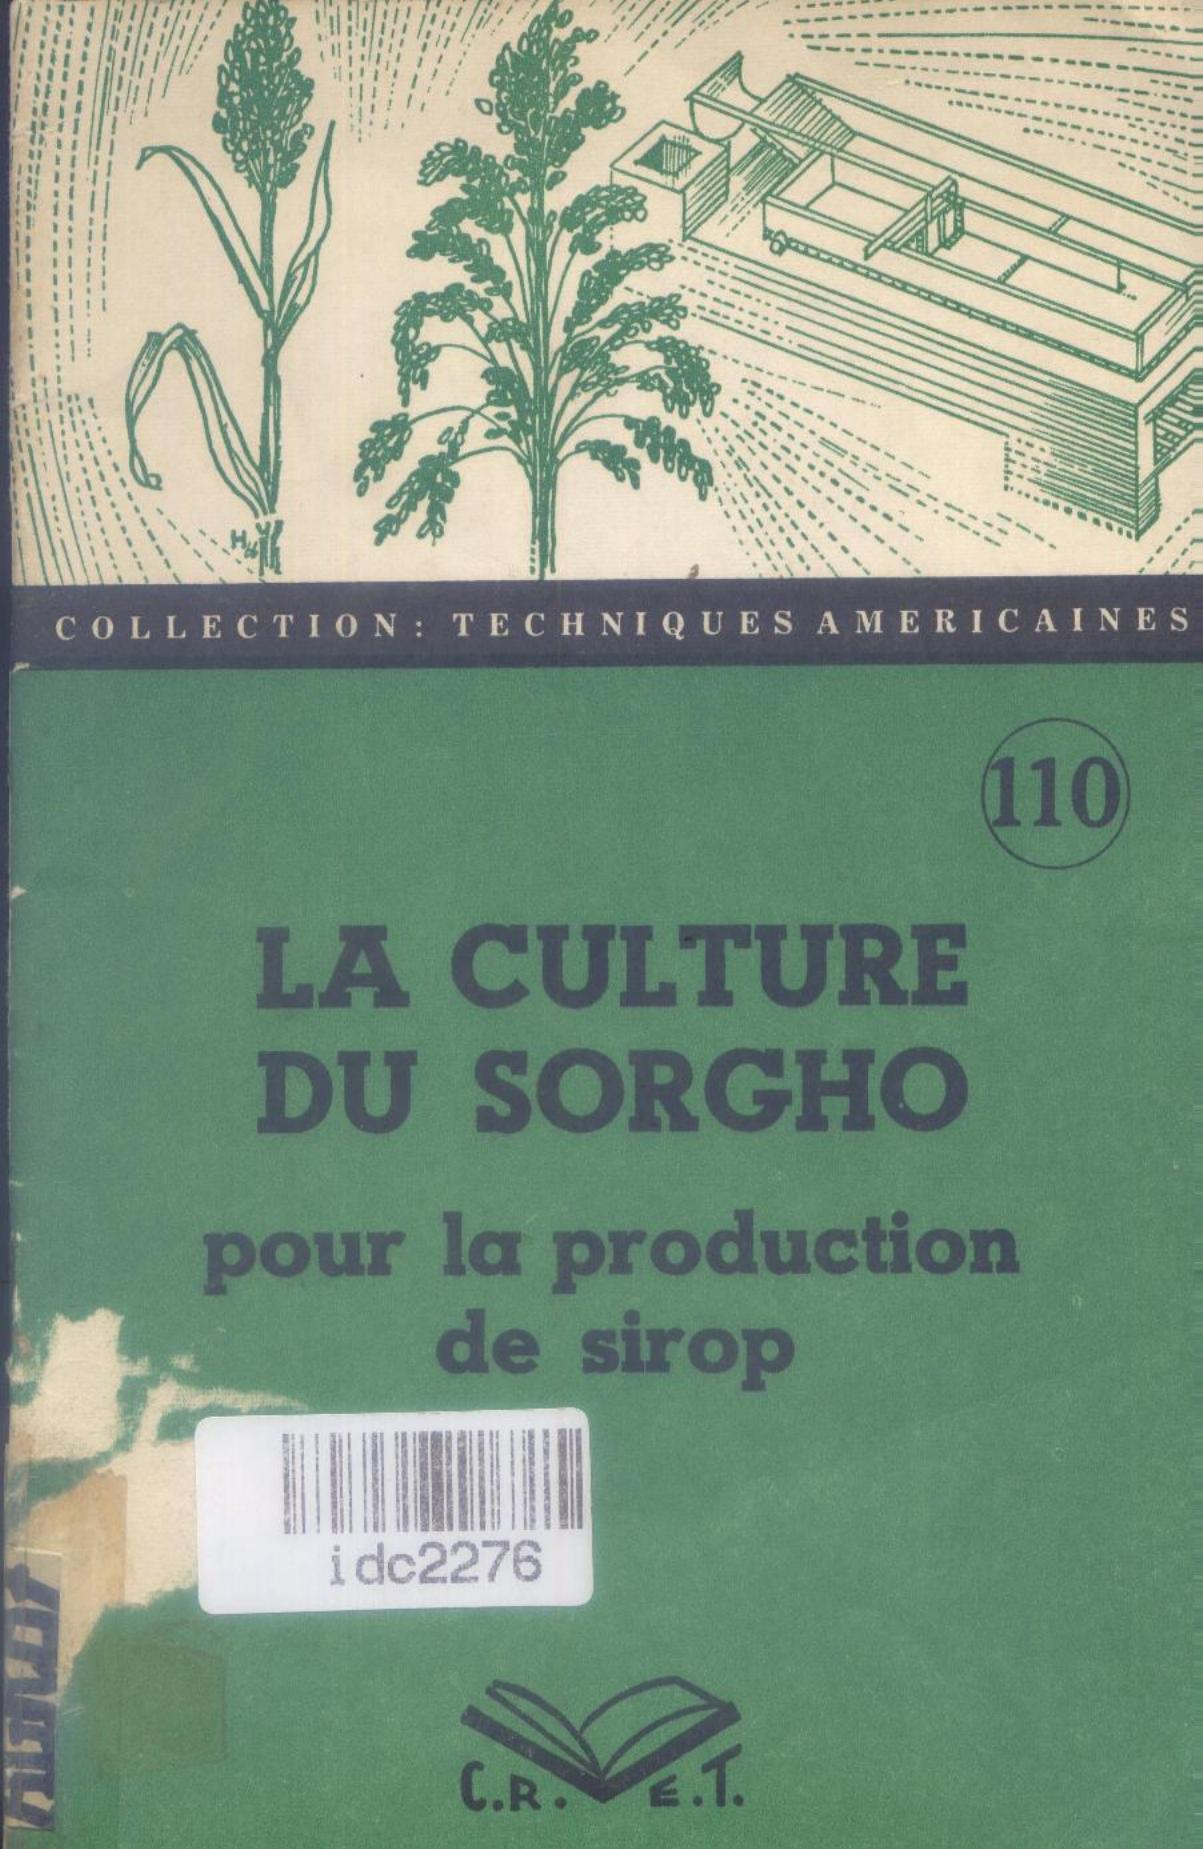 COLLECTION: TECHNIQUES AMERICAINES
110
LA CULTURE
DU SORGHO
pour la production
de sirop
idc2276
C.R.E.T.